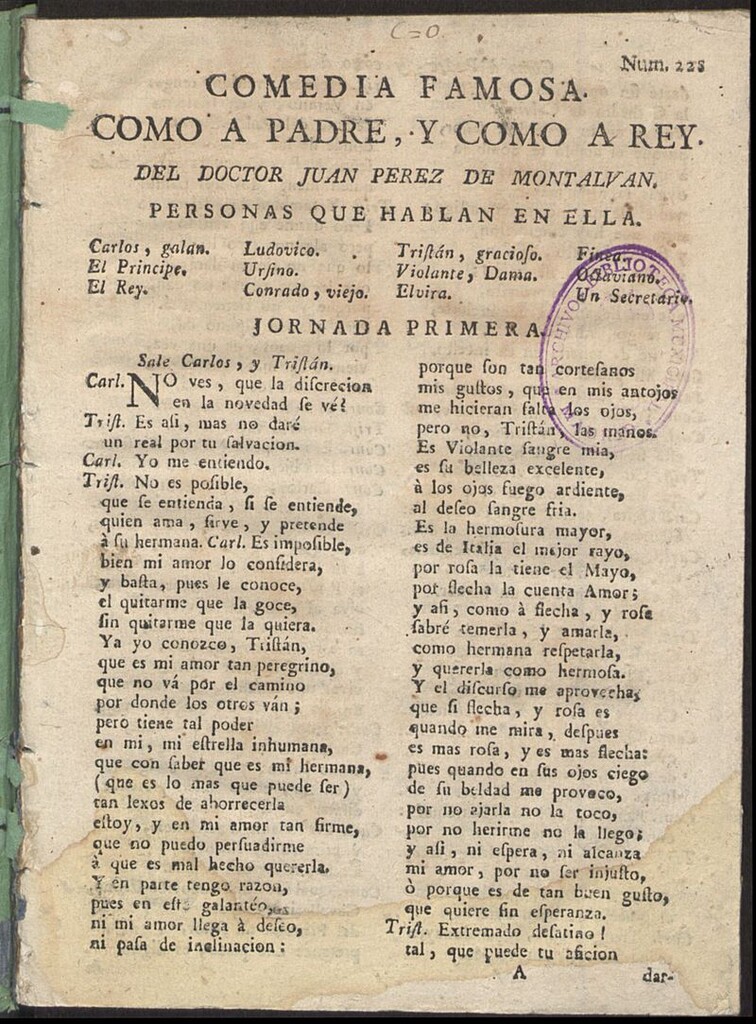 C=0
Num. 228
COMEDIA FAMOSA.
COMO A PADRE, Y COMO A REY.
DEL DOCTOR JUAN PEREZ DE MONTALVAN.
PERSONAS QUE HABLAN EN ELLA.
Carlos, galan. Ludovico. Triſtán, gracioſo. Finea.
El Principe. Urſino. Violante, Dama. Octaviano.
El Rey. Conrado, viejo. Elvira. Un Secretario.
ARCHIVO BIBLIOTECA
JORNADA PRIMERA.
Sale Carlos, y Triſtán.
Carl. NO ves, que la diſcrecion
en la novedad ſe vé?
Triſt. Es aſi, mas no daré
un real por tu ſalvacion.
Carl. Yo me entiendo.
Triſt. No es poſible,
que ſe entienda, ſi ſe entiende,
quien ama, ſirve, y pretende
à ſu hermana. Carl. Es impoſible,
bien mi amor lo conſidera,
y baſta, pues le conoce,
el quitarme que la goce,
ſin quitarme que la quiera.
Ya yo conozco, Triſtán,
que es mi amor tan peregrino,
que no vá por el camino
por donde los otros ván;
pero tiene tal poder
en mi, mi eſtrella inhumana,
que con ſaber que es mi hermana,
(que es lo mas que puede ſer)
tan lexos de aborrecerla
eſtoy, y en mi amor tan firme,
que no puedo perſuadirme
à que es mal hecho quererla.
Y en parte tengo razon,
pues en eſte galantéo,
ni mi amor llega à deſeo,
ni paſa de inclinacion:
porque ſon tan corteſanos
mis guſtos, que en mis antojos
me hicieran falta los ojos,
pero no, Triſtán, las manos.
Es Violante ſangre mia,
es ſu belleza excelente,
à los ojos fuego ardiente,
al deſeo ſangre fria.
Es la hermoſura mayor,
es de Italia el mejor rayo,
por roſa la tiene el Mayo,
por flecha la cuenta Amor;
y aſi, como à flecha, y roſa
ſabré temerla, y amarla,
como hermana reſpetarla,
y quererla como hermoſa.
Y el diſcurſo me aprovecha,
que ſi flecha, y roſa es
quando me mira, deſpues
es mas roſa, y es mas flecha:
pues quando en ſus ojos ciego
de ſu beldad me provoco,
por no ajarla no la toco,
por no herirme no la llego;
y aſi, ni eſpera, ni alcanza
mi amor, por no ſer injuſto,
ò porque es de tan buen guſto,
que quiere ſin eſperanza.
Triſt. Extremado deſatino!
tal, que puede tu aficion
A dar-